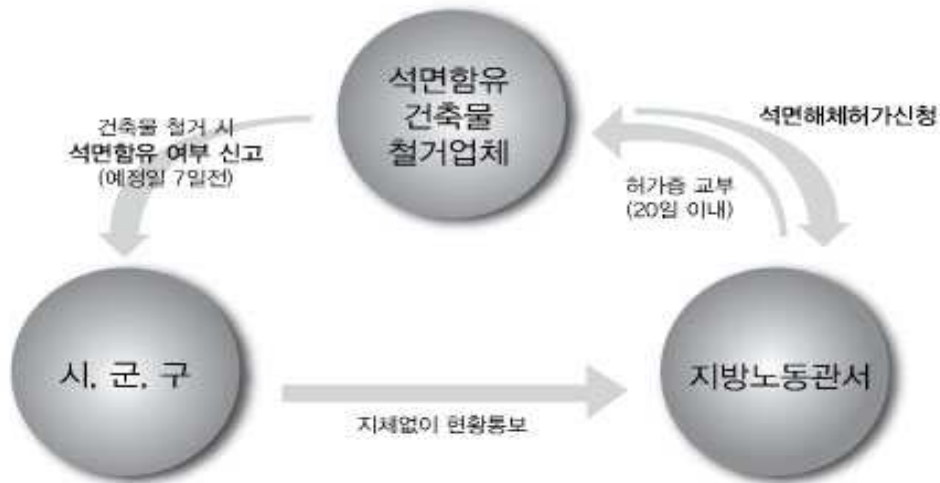 석면함유
건축물
철거업체
건축물 철거 시
석면함유 여부 신고
(예정일 7일전)
석면해체허가신청
허가증 교부
(20일 이내)
시, 군, 구
지방노동관서
지체없이 현황통보